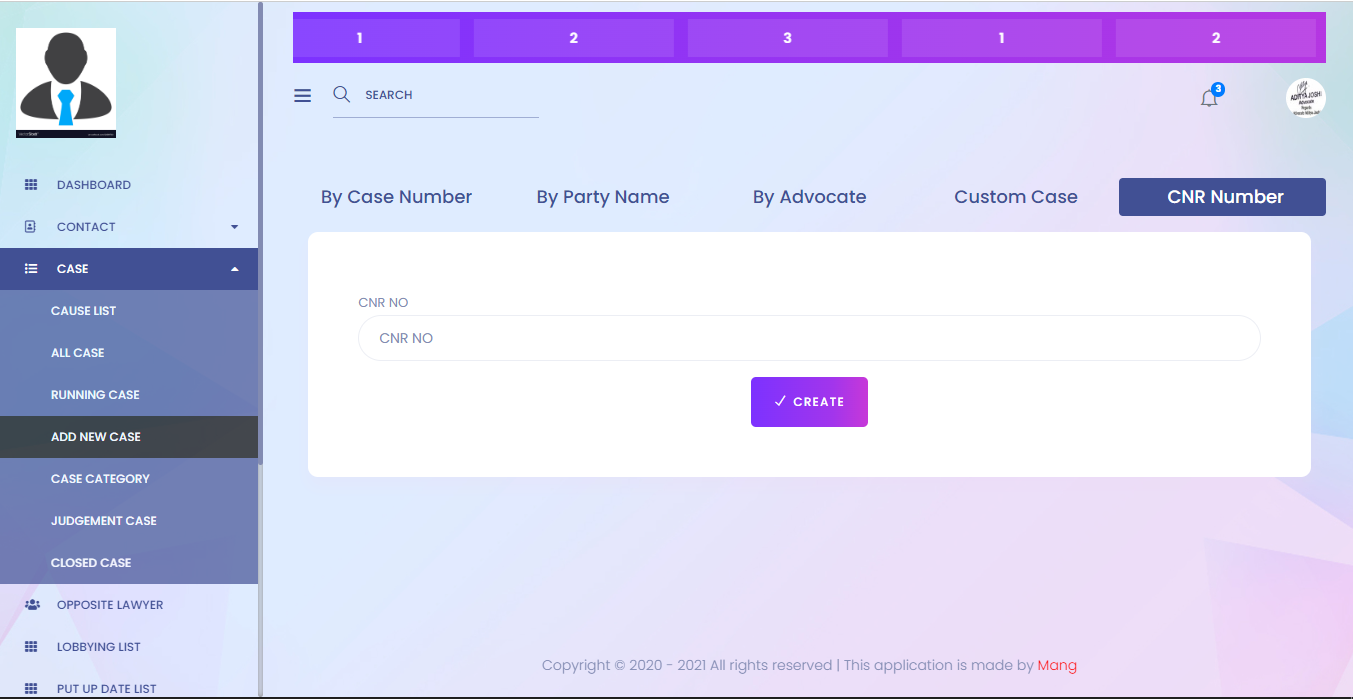 1 2 3 1 2
SEARCH
3
ADITYA JOSHI
Advocate
DASHBOARD
CONTACT
CASE
CAUSE LIST
ALL CASE
RUNNING CASE
ADD NEW CASE
CASE CATEGORY
JUDGEMENT CASE
CLOSED CASE
OPPOSITE LAWYER
LOBBYING LIST
PUT UP DATE LIST
By Case Number By Party Name By Advocate Custom Case CNR Number
CNR NO
CNR NO
CREATE
Copyright © 2020 - 2021 All rights reserved | This application is made by Mang